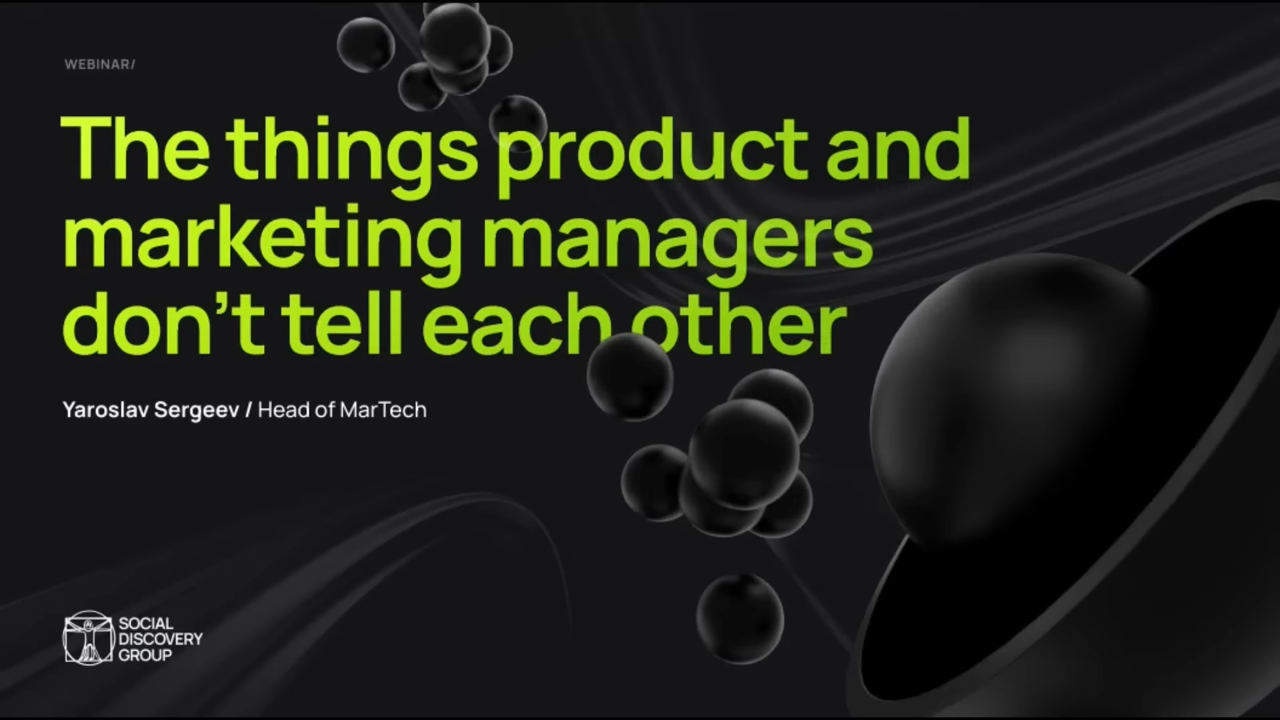 WEBINAR/
The things product and
marketing managers
don’t tell each other
Yaroslav Sergeev / Head of MarTech
SOCIAL
DISCOVERY
GROUP